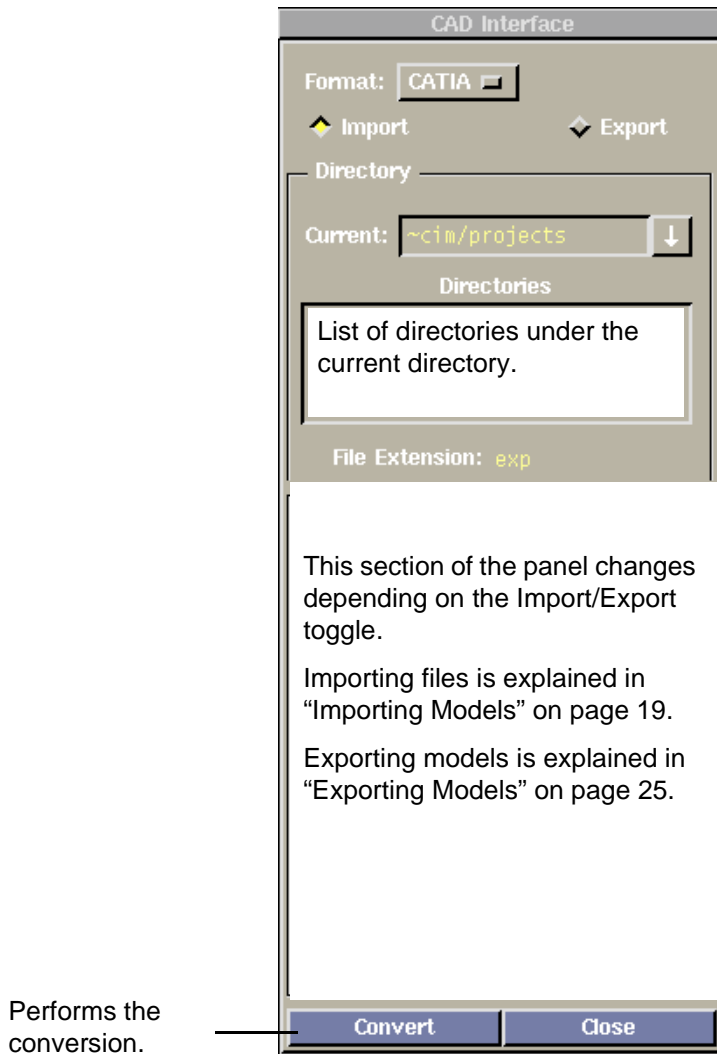 CAD Interface
Format: CATIA
Import Export
Directory
Current: ~cim/projects
Directories
List of directories under the
current directory.
File Extension: exp
This section of the panel changes
depending on the Import/Export
toggle.
Importing files is explained in
“Importing Models” on page 19.
Exporting models is explained in
“Exporting Models” on page 25.
Performs the
conversion.
Convert Close